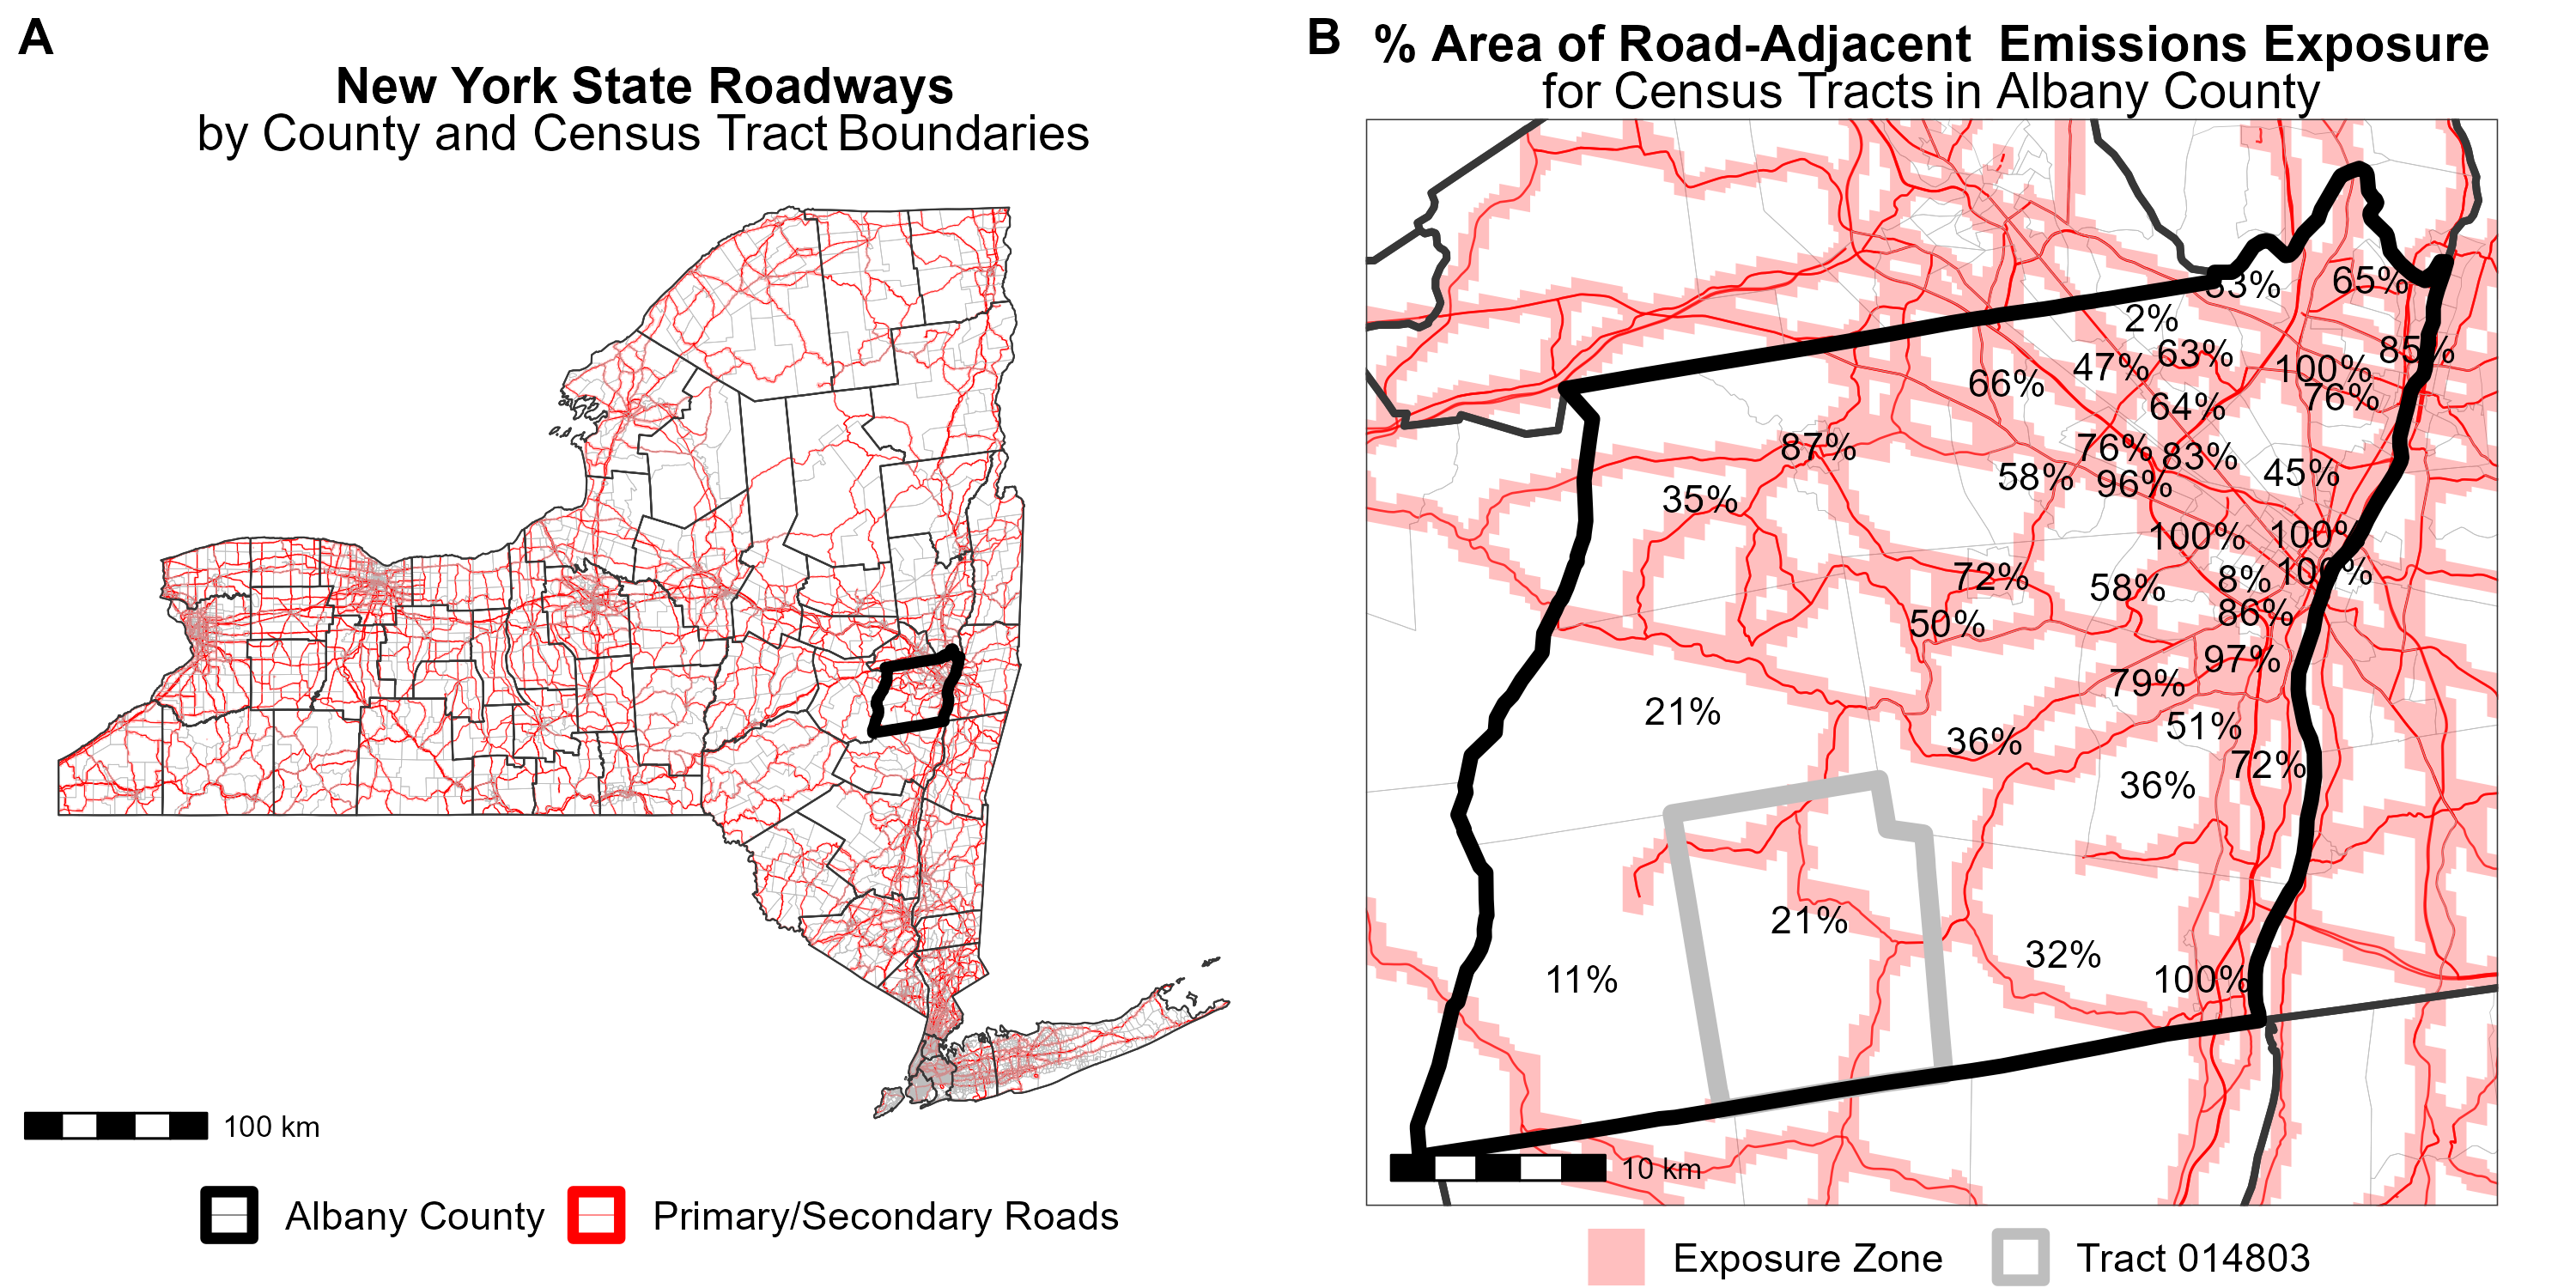 A
New York State Roadways
by County and Census Tract Boundaries
100 km
Albany County
Primary/Secondary Roads
B
% Area of Road-Adjacent Emissions Exposure
for Census Tracts in Albany County
65%
2%
85%
63%
47%
100%
66%
76%
64%
87%
76%
83%
58%
96%
45%
35%
100%
100%
72%
58%
8%
100%
50%
86%
97%
79%
21%
51%
36%
72%
36%
21%
32%
11%
100%
10 km
Exposure Zone
Tract 014803